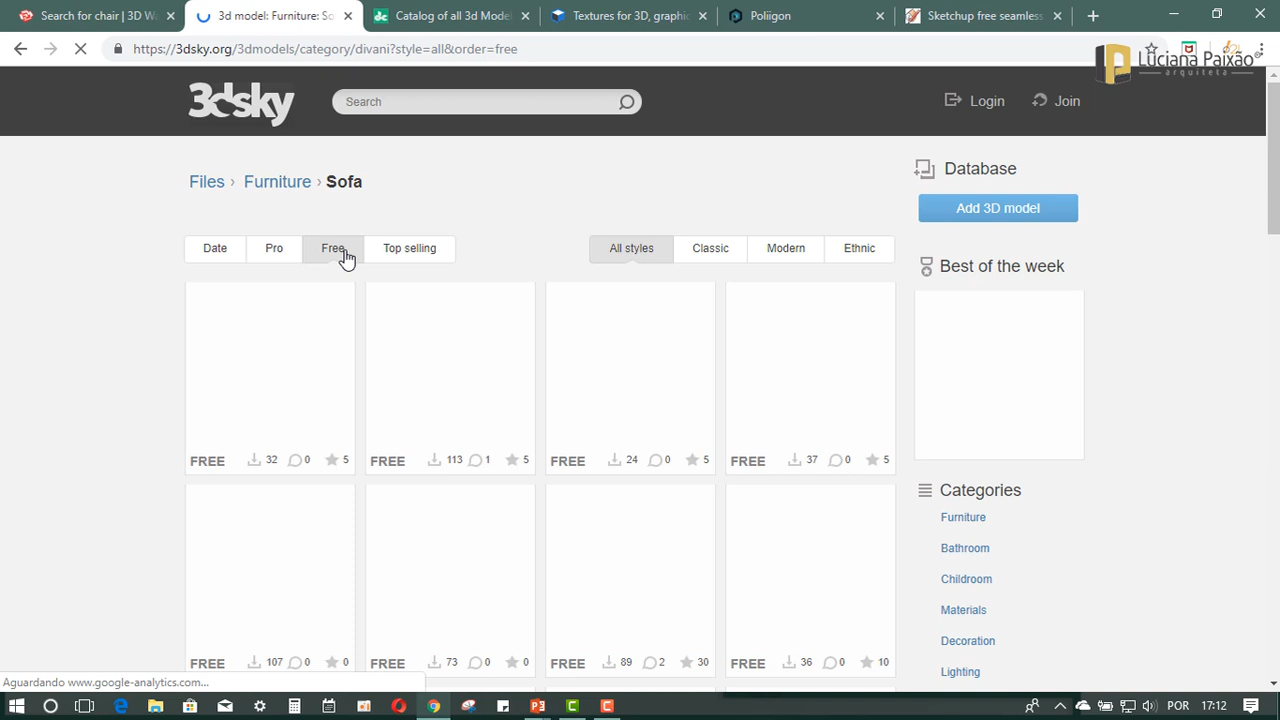 Search for chair | 3D Wa
3d model: Furniture: So
Catalog of all 3d Model
Textures for 3D, graphic
Poliigon
Sketchup free seamless
https://3dsky.org/3dmodels/category/divani?style=all&order=free
Luciana Paixão
arquiteta
3dsky
Search
Login
Join
Files › Furniture › Sofa
Database
Add 3D model
Date
Pro
Free
Top selling
All styles
Classic
Modern
Ethnic
Best of the week
FREE 32 0 5
FREE 113 1 5
FREE 24 0 5
FREE 37 0 5
Categories
Furniture
Bathroom
Childroom
Materials
Decoration
Lighting
FREE 107 0 0
FREE 73 0 0
FREE 89 2 30
FREE 36 0 10
Aguardando www.google-analytics.com...
POR
17:12